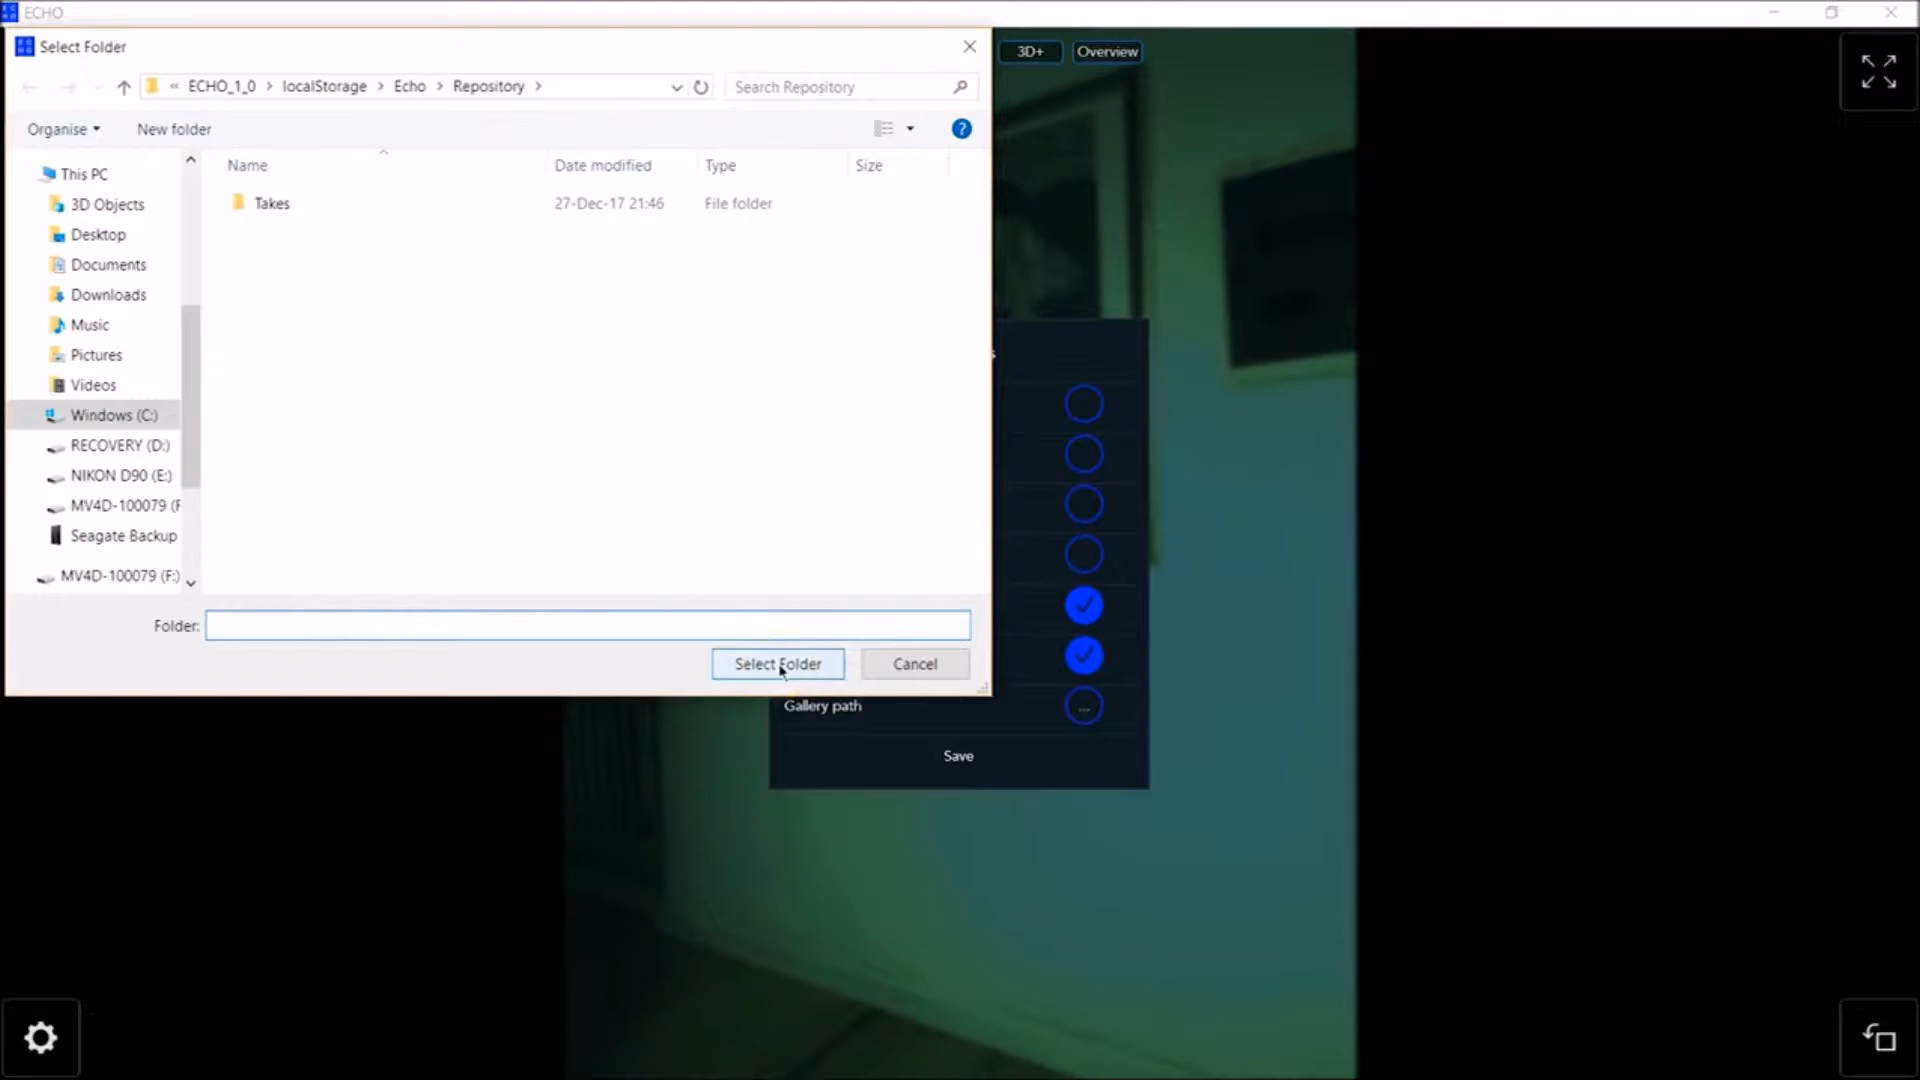 ECHO
Select Folder
3D+ Overview
« ECHO_1_0 > localStorage > Echo > Repository >
Search Repository
Organise
New folder
?
Name
Date modified
Type
Size
Takes
27-Dec-17 21:46
File folder
This PC
3D Objects
Desktop
Documents
Downloads
Music
Pictures
Videos
Windows (C:)
RECOVERY (D:)
NIKON D90 (E:)
MV4D-100079 (F
Seagate Backup
MV4D-100079 (F:)
Folder:
Select Folder
Cancel
s
Gallery path
...
Save